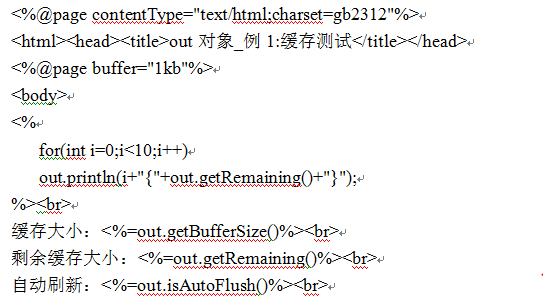 <%@page contentType="text/html;charset=gb2312"%>
<html><head><title>out 对象_例 1:缓存测试</title></head>
<%@page buffer="1kb"%>
<body>
<%
for(int i=0;i<10;i++)
out.println(i+"{"+out.getRemaining()+"}");
%><br>
缓存大小：<%=out.getBufferSize()%><br>
剩余缓存大小：<%=out.getRemaining()%><br>
自动刷新：<%=out.isAutoFlush()%><br>